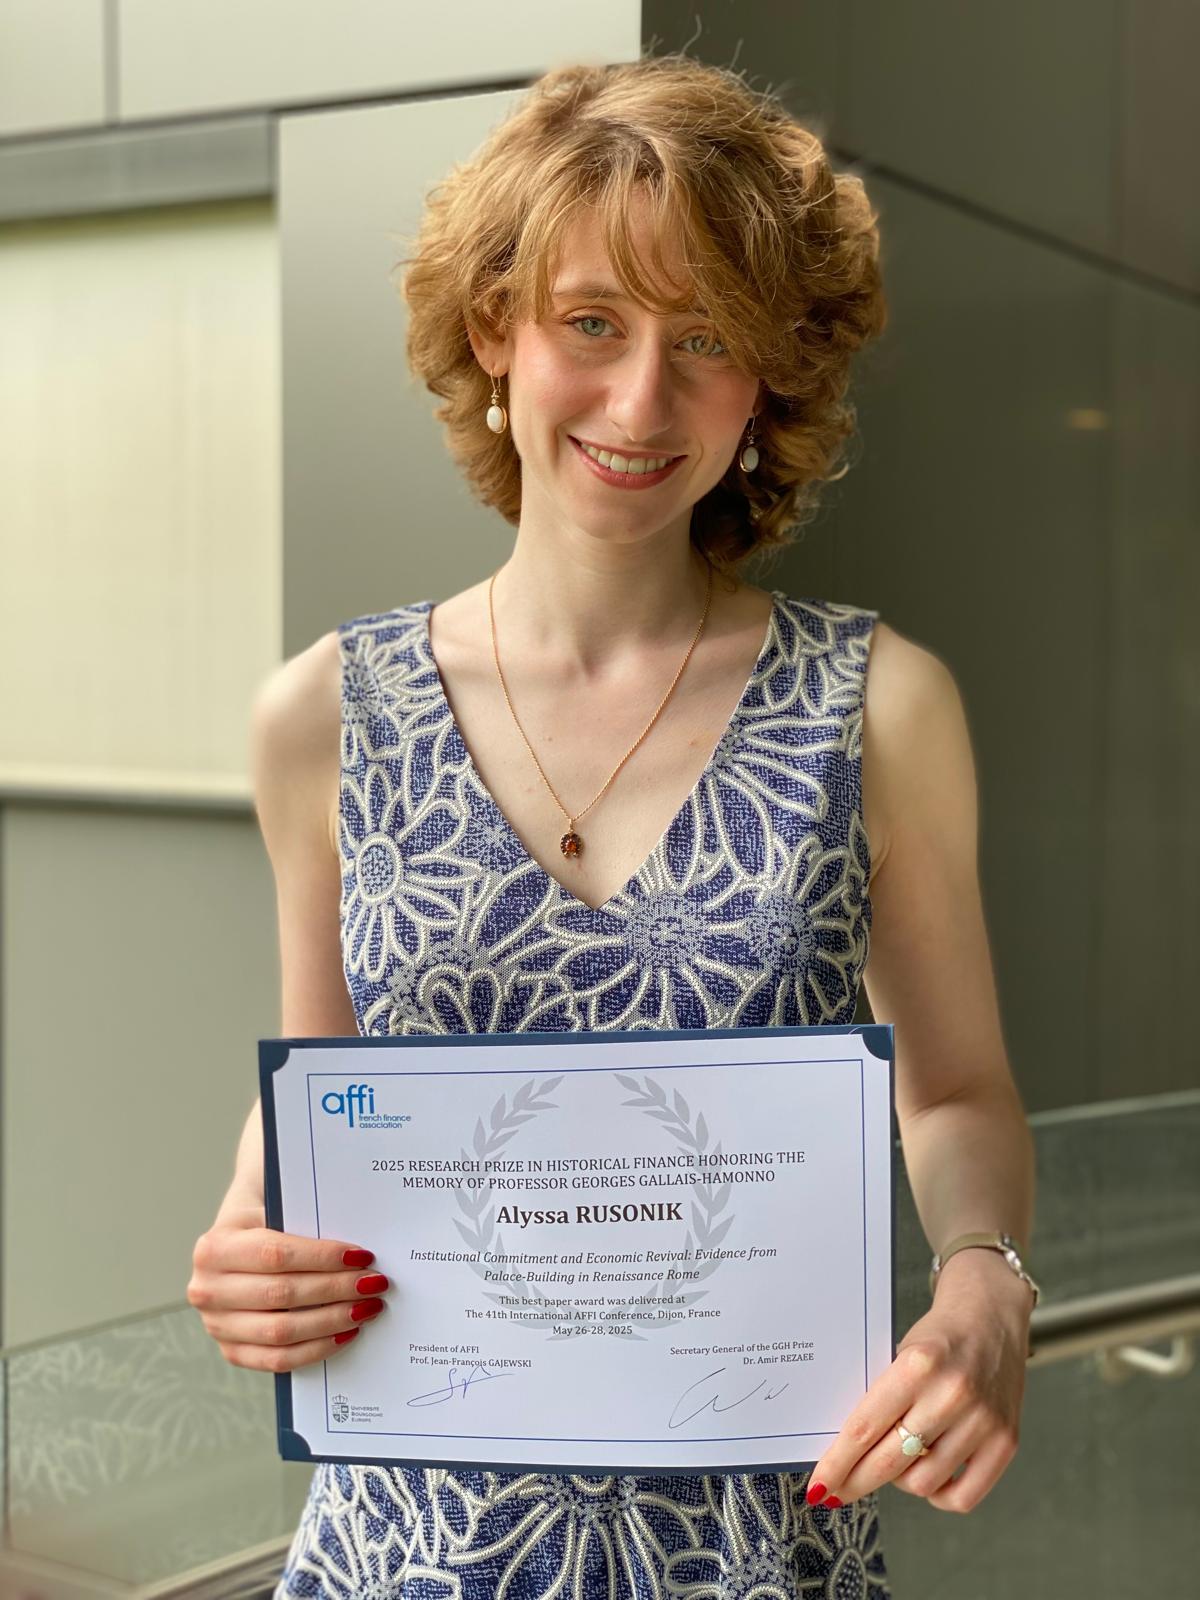 affi
french finance
association
2025 RESEARCH PRIZE IN HISTORICAL FINANCE HONORING THE
MEMORY OF PROFESSOR GEORGES GALLAIS-HAMONNO
Alyssa RUSONIK
Institutional Commitment and Economic Revival: Evidence from
Palace-Building in Renaissance Rome
This best paper award was delivered at
The 41th International AFFI Conference, Dijon, France
May 26-28, 2025
President of AFFI
Prof. Jean-François GAJEWSKI
Secretary General of the GGH Prize
Dr. Amir REZAEE
UNIVERSITÉ
BOURGOGNE
EUROPE